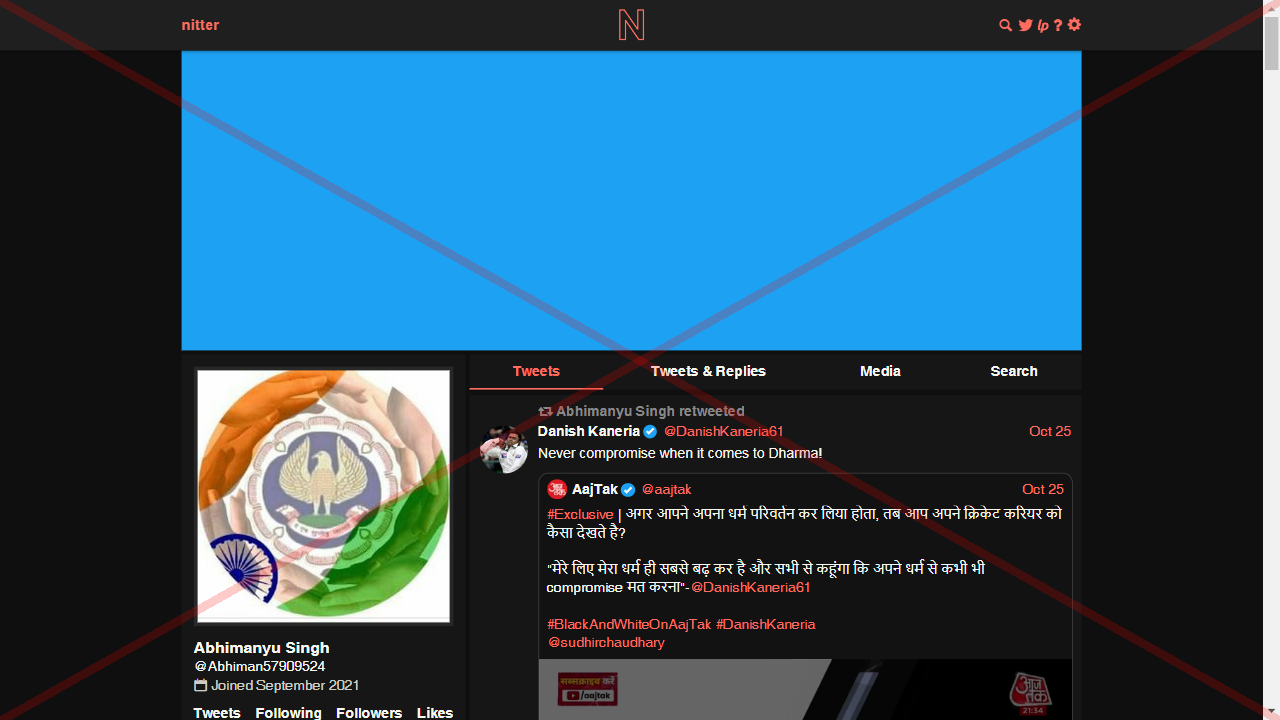 nitter
N
lp ?
Tweets
Tweets & Replies
Media
Search
Abhimanyu Singh retweeted
Danish Kaneria @DanishKaneria61 Oct 25
Never compromise when it comes to Dharma!
आज तक AajTak @aajtak Oct 25
#Exclusive | अगर आपने अपना धर्म परिवर्तन कर लिया होता, तब आप अपने क्रिकेट करियर को
कैसा देखते है?
"मेरे लिए मेरा धर्म ही सबसे बढ़ कर है और सभी से कहूंगा कि अपने धर्म से कभी भी
compromise मत करना"- @DanishKaneria61
#BlackAndWhiteOnAajTak #DanishKaneria
@sudhirchaudhary
सब्सक्राइब करें
/aajtak
आज तक
21:34
Abhimanyu Singh
@Abhiman57909524
Joined September 2021
Tweets Following Followers Likes